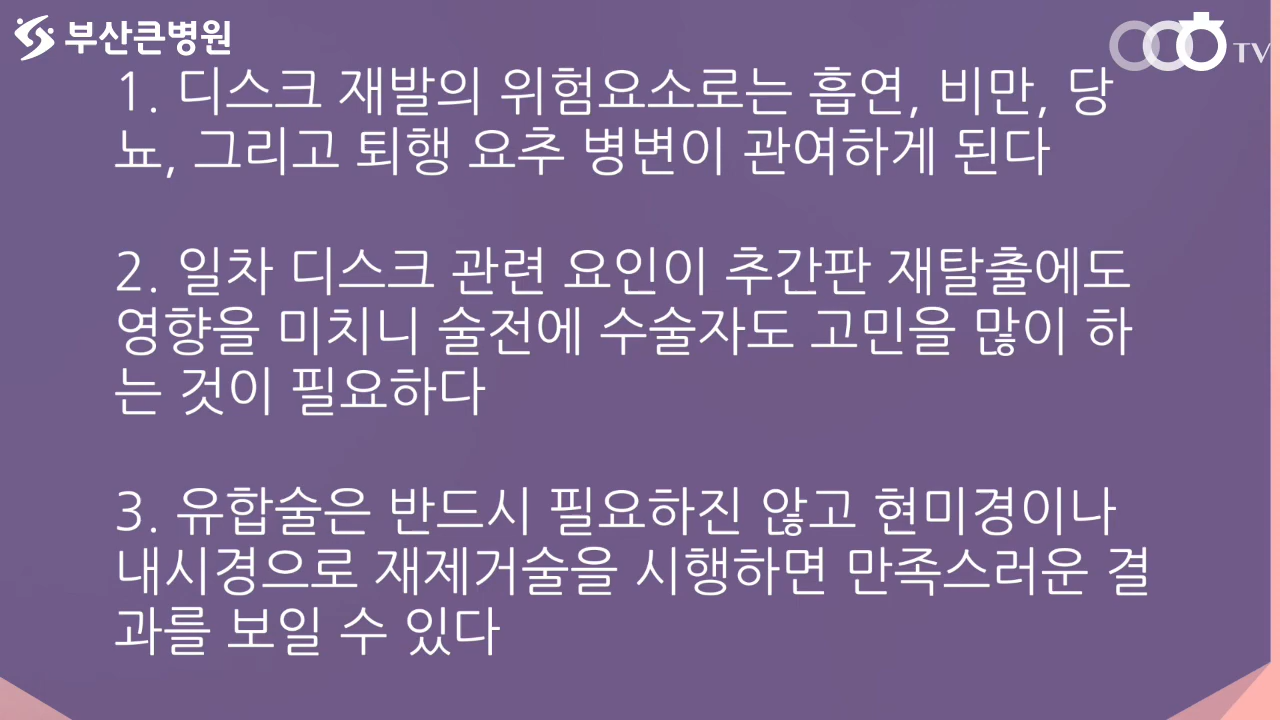 부산큰병원
TV
1. 디스크 재발의 위험요소로는 흡연, 비만, 당
뇨, 그리고 퇴행 요추 병변이 관여하게 된다
2. 일차 디스크 관련 요인이 추간판 재탈출에도
영향을 미치니 술전에 수술자도 고민을 많이 하
는 것이 필요하다
3. 유합술은 반드시 필요하진 않고 현미경이나
내시경으로 재제거술을 시행하면 만족스러운 결
과를 보일 수 있다